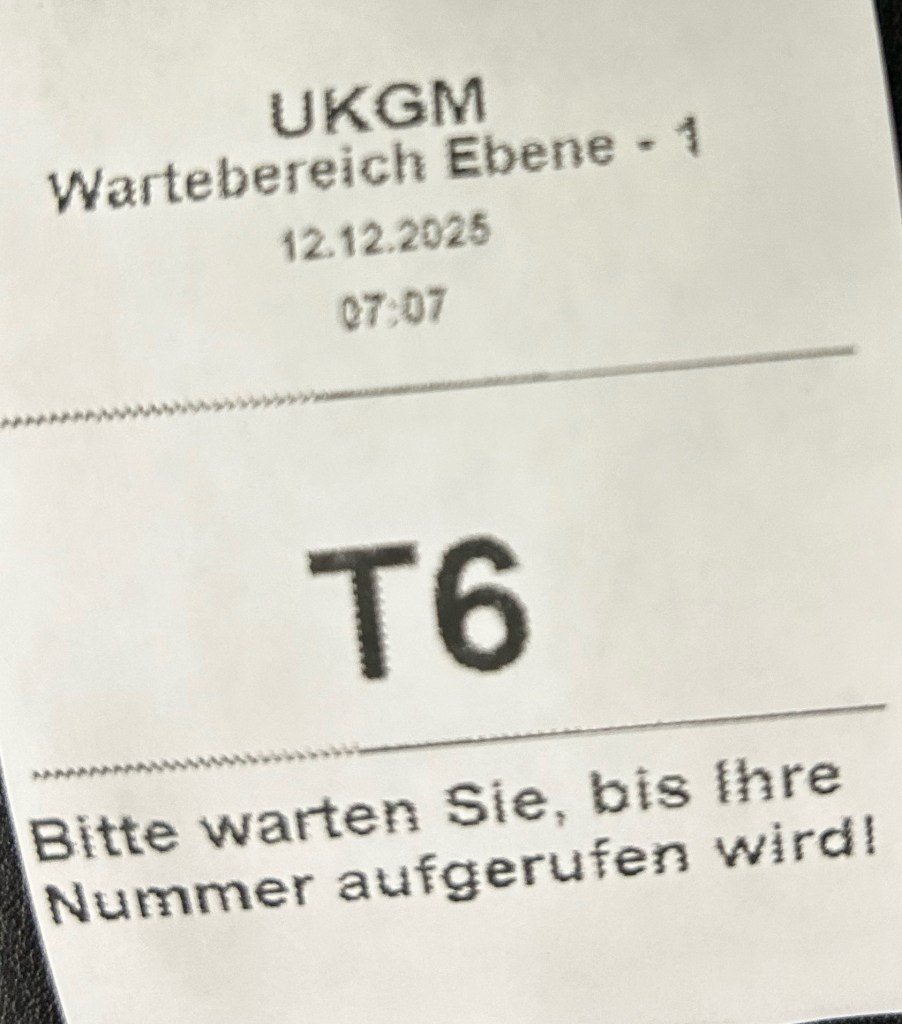 UKGM
Wartebereich Ebene - 1
12.12.2025
07:07
T6
Bitte warten Sie, bis Ihre
Nummer aufgerufen wird!